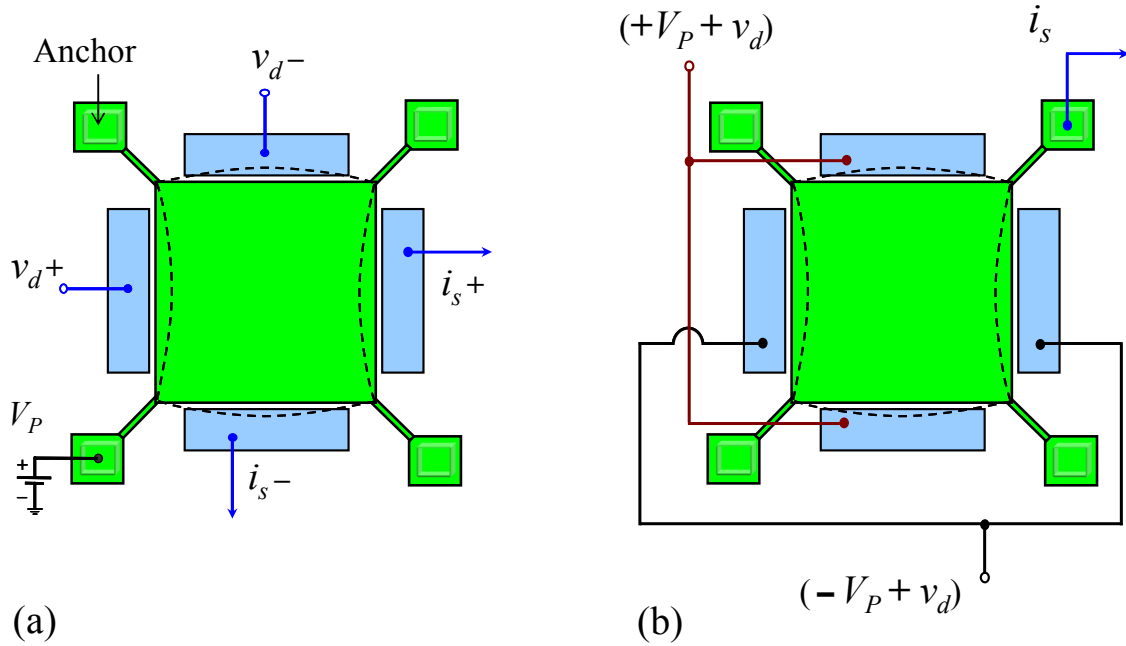 Anchor
v_d-
v_d+
i_s+
V_P
+
-
i_s-
(a)
(+V_P + v_d)
i_s
(- V_P + v_d)
(b)